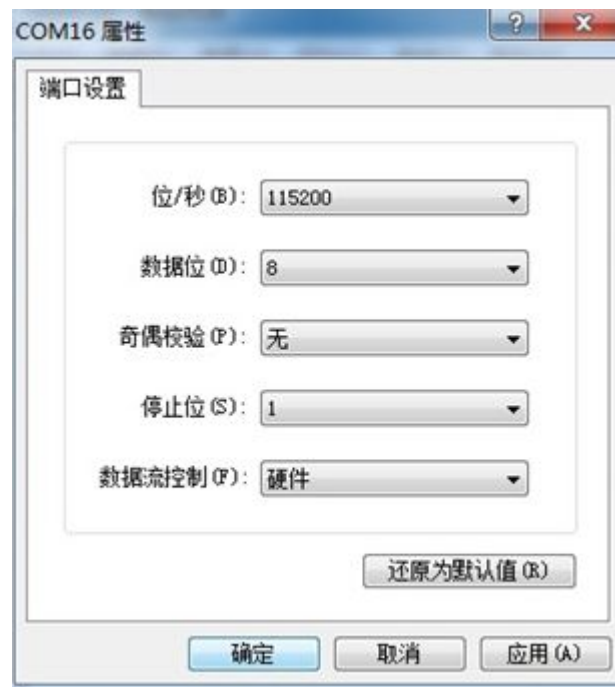 COM16 属性
?
端口设置
位/秒(B): 115200
数据位(D): 8
奇偶校验(P): 无
停止位(S): 1
数据流控制(F): 硬件
还原为默认值(R)
确定 取消 应用(A)